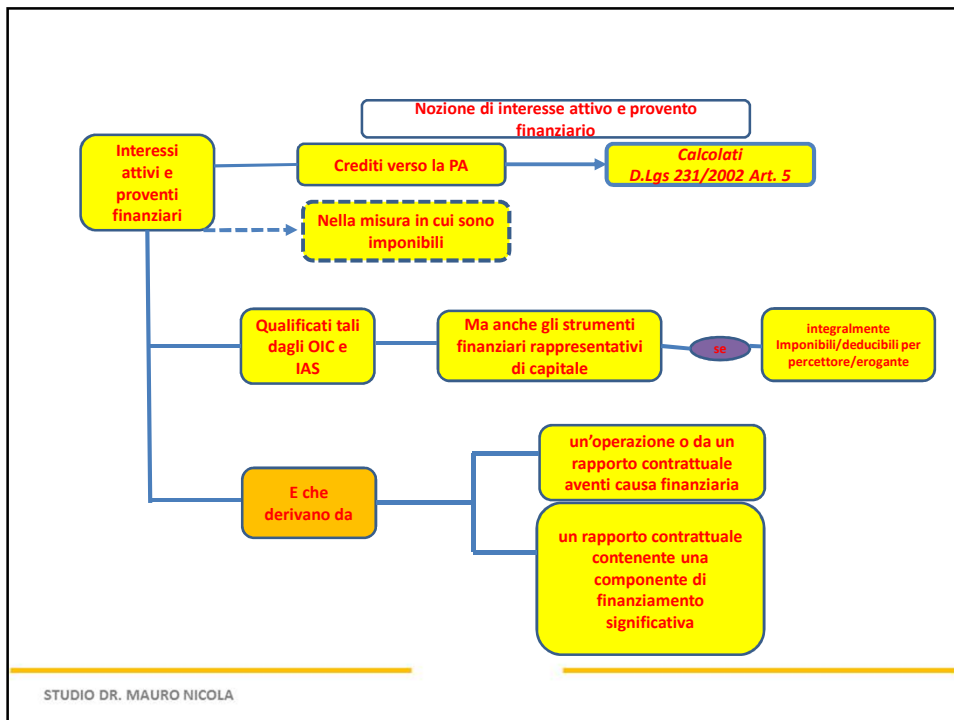 Nozione di interesse attivo e provento
finanziario
Interessi
attivi e
proventi
finanziari
Crediti verso la PA
Calcolati
D.Lgs 231/2002 Art. 5
Nella misura in cui sono
imponibili
Qualificati tali
dagli OIC e
IAS
Ma anche gli strumenti
finanziari rappresentativi
di capitale
se
integralmente
Imponibili/deducibili per
percettore/erogante
E che
derivano da
un'operazione o da un
rapporto contrattuale
aventi causa finanziaria
un rapporto contrattuale
contenente una
componente di
finanziamento
significativa
STUDIO DR. MAURO NICOLA